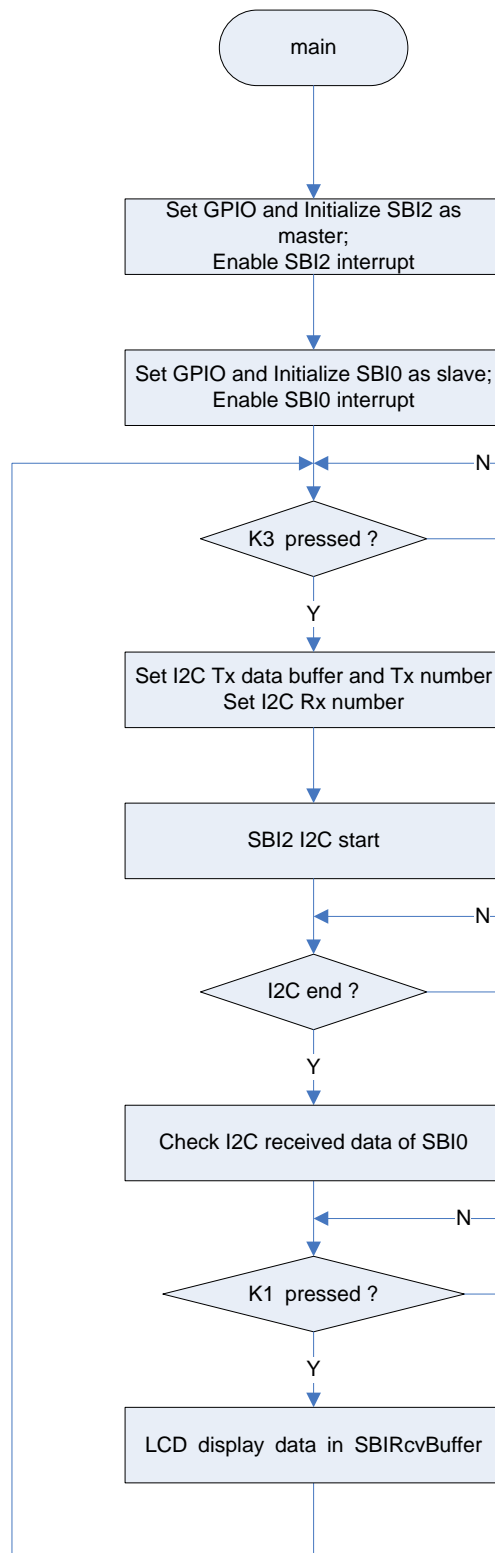 main
Set GPIO and Initialize SBI2 as
master;
Enable SBI2 interrupt
Set GPIO and Initialize SBI0 as slave;
Enable SBI0 interrupt
N
K3 pressed ?
Y
Set I2C Tx data buffer and Tx number
Set I2C Rx number
SBI2 I2C start
N
I2C end ?
Y
Check I2C received data of SBI0
N
K1 pressed ?
Y
LCD display data in SBIRcvBuffer